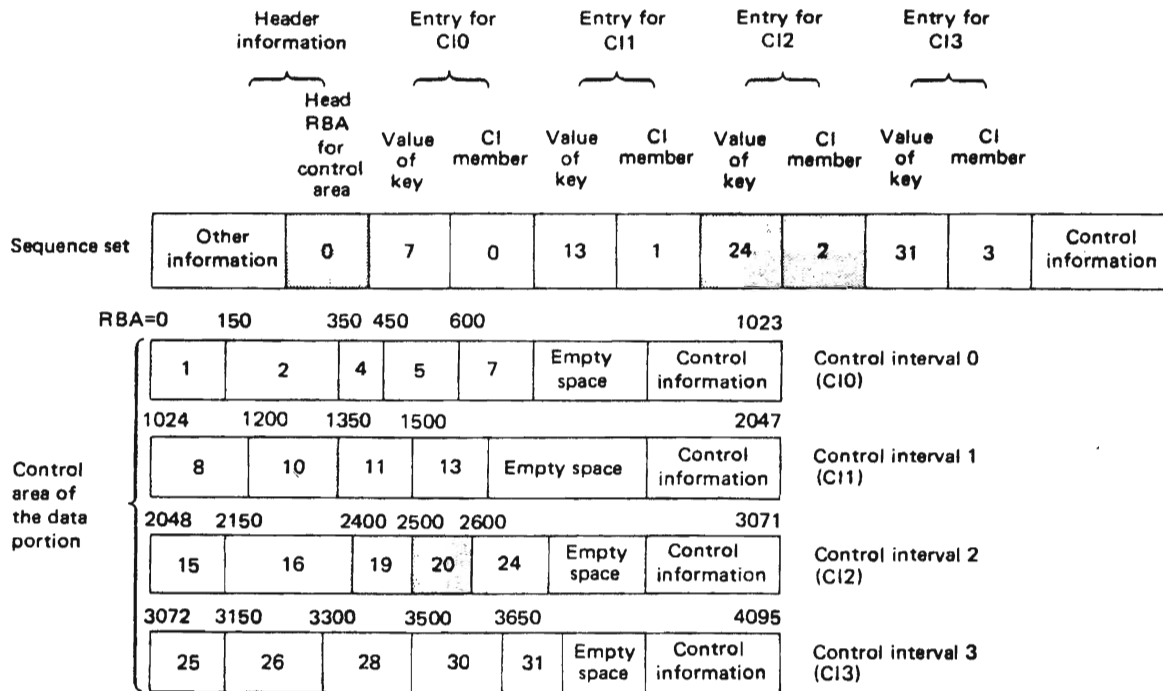 Header information
Entry for CI0
Entry for CI1
Entry for CI2
Entry for CI3
Head RBA for control area
Value of key
CI member
Value of key
CI member
Value of key
CI member
Value of key
CI member
Sequence set
Other information
0
7
0
13
1
24
2
31
3
Control information
RBA=0 150 350 450 600 1023
1 2 4 5 7 Empty space Control information
Control interval 0 (CI0)
1024 1200 1350 1500 2047
8 10 11 13 Empty space Control information
Control interval 1 (CI1)
Control area of the data portion
2048 2150 2400 2500 2600 3071
15 16 19 20 24 Empty space Control information
Control interval 2 (CI2)
3072 3150 3300 3500 3650 4095
25 26 28 30 31 Empty space Control information
Control interval 3 (CI3)